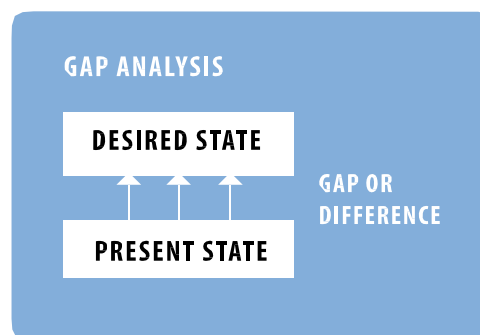 GAP ANALYSIS
DESIRED STATE
GAP OR
DIFFERENCE
PRESENT STATE